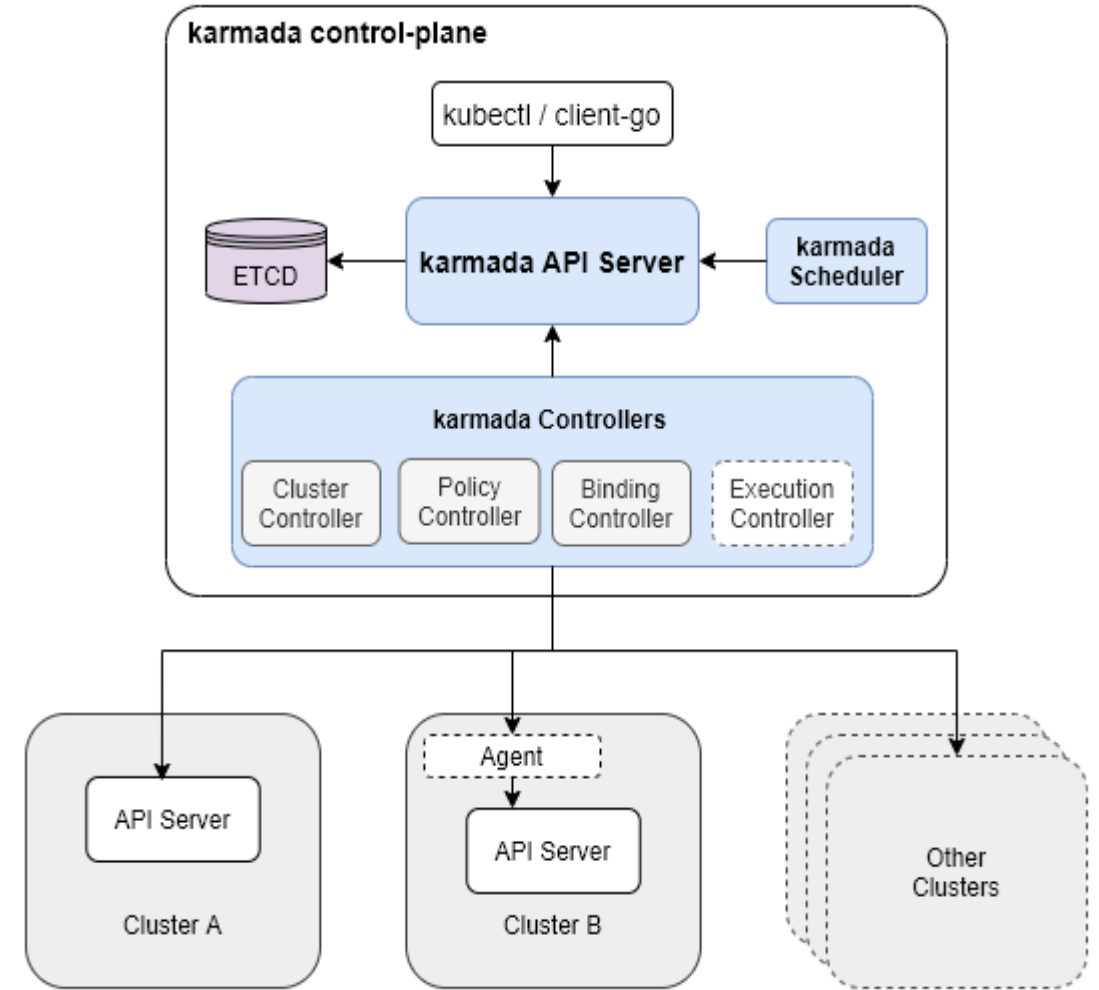 karmada control-plane
kubectl / client-go
ETCD
karmada API Server
karmada
Scheduler
karmada Controllers
Cluster
Controller
Policy
Controller
Binding
Controller
Execution
Controller
API Server
Cluster A
Agent
API Server
Cluster B
Other
Clusters